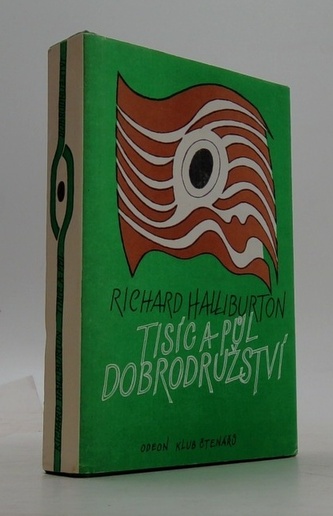 RICHARD HALLIBURTON
TISÍC A PŮL
DOBRODRUŽSTVÍ
ODEON KLUB ČTENÁŘŮ